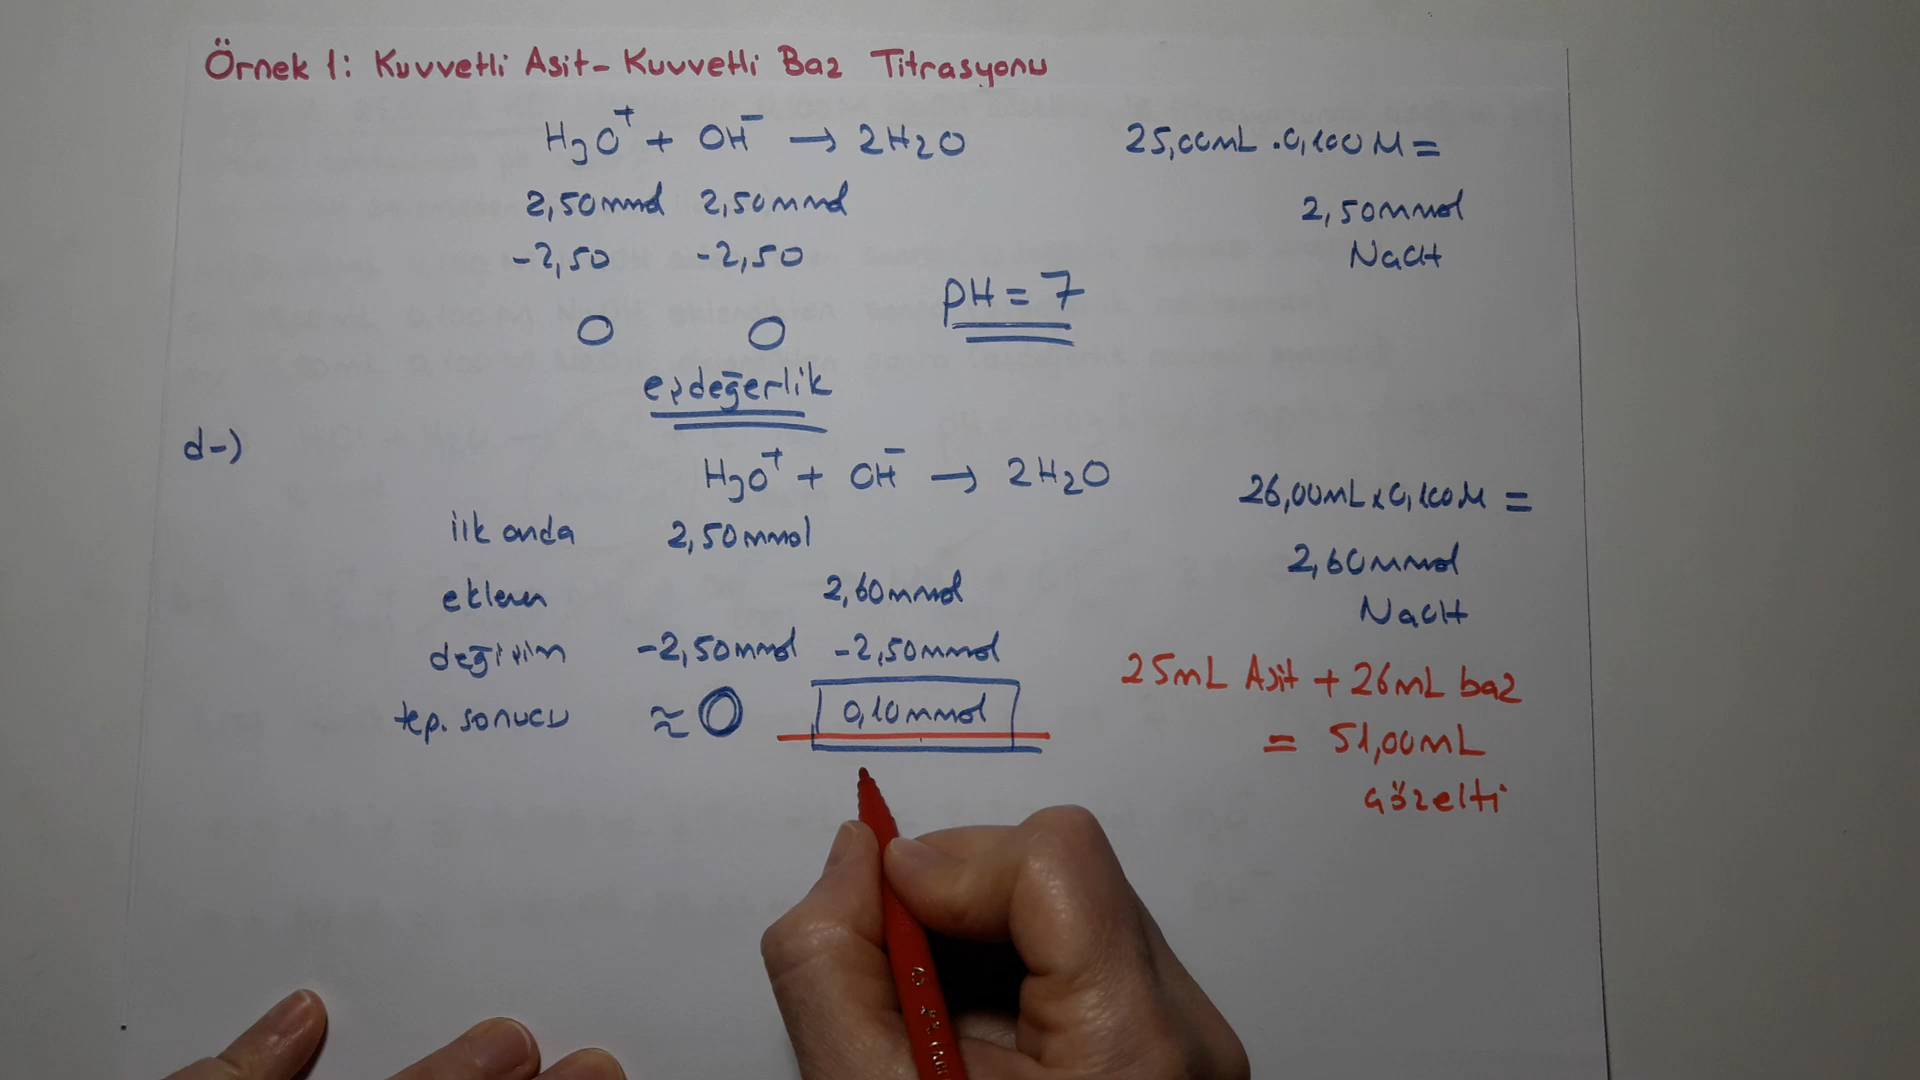 Örnek 1: Kuvvetli Asit-Kuvvetli Baz Titrasyonu
H3O+ + OH- → 2H2O
2,50mmol 2,50mmol
-2,50 -2,50
0 0
eşdeğerlik
pH = 7
25,00mL . 0,100M =
2,50mmol
NaOH
d-)
H3O+ + OH- → 2H2O
ilk anda 2,50mmol
eklenen 2,60mmol
değişim -2,50mmol -2,50mmol
tep. sonucu ≈ 0 0,10mmol
26,00mL x 0,100M =
2,60mmol
NaOH
25mL Asit + 26mL baz
= 51,00mL
çözelti